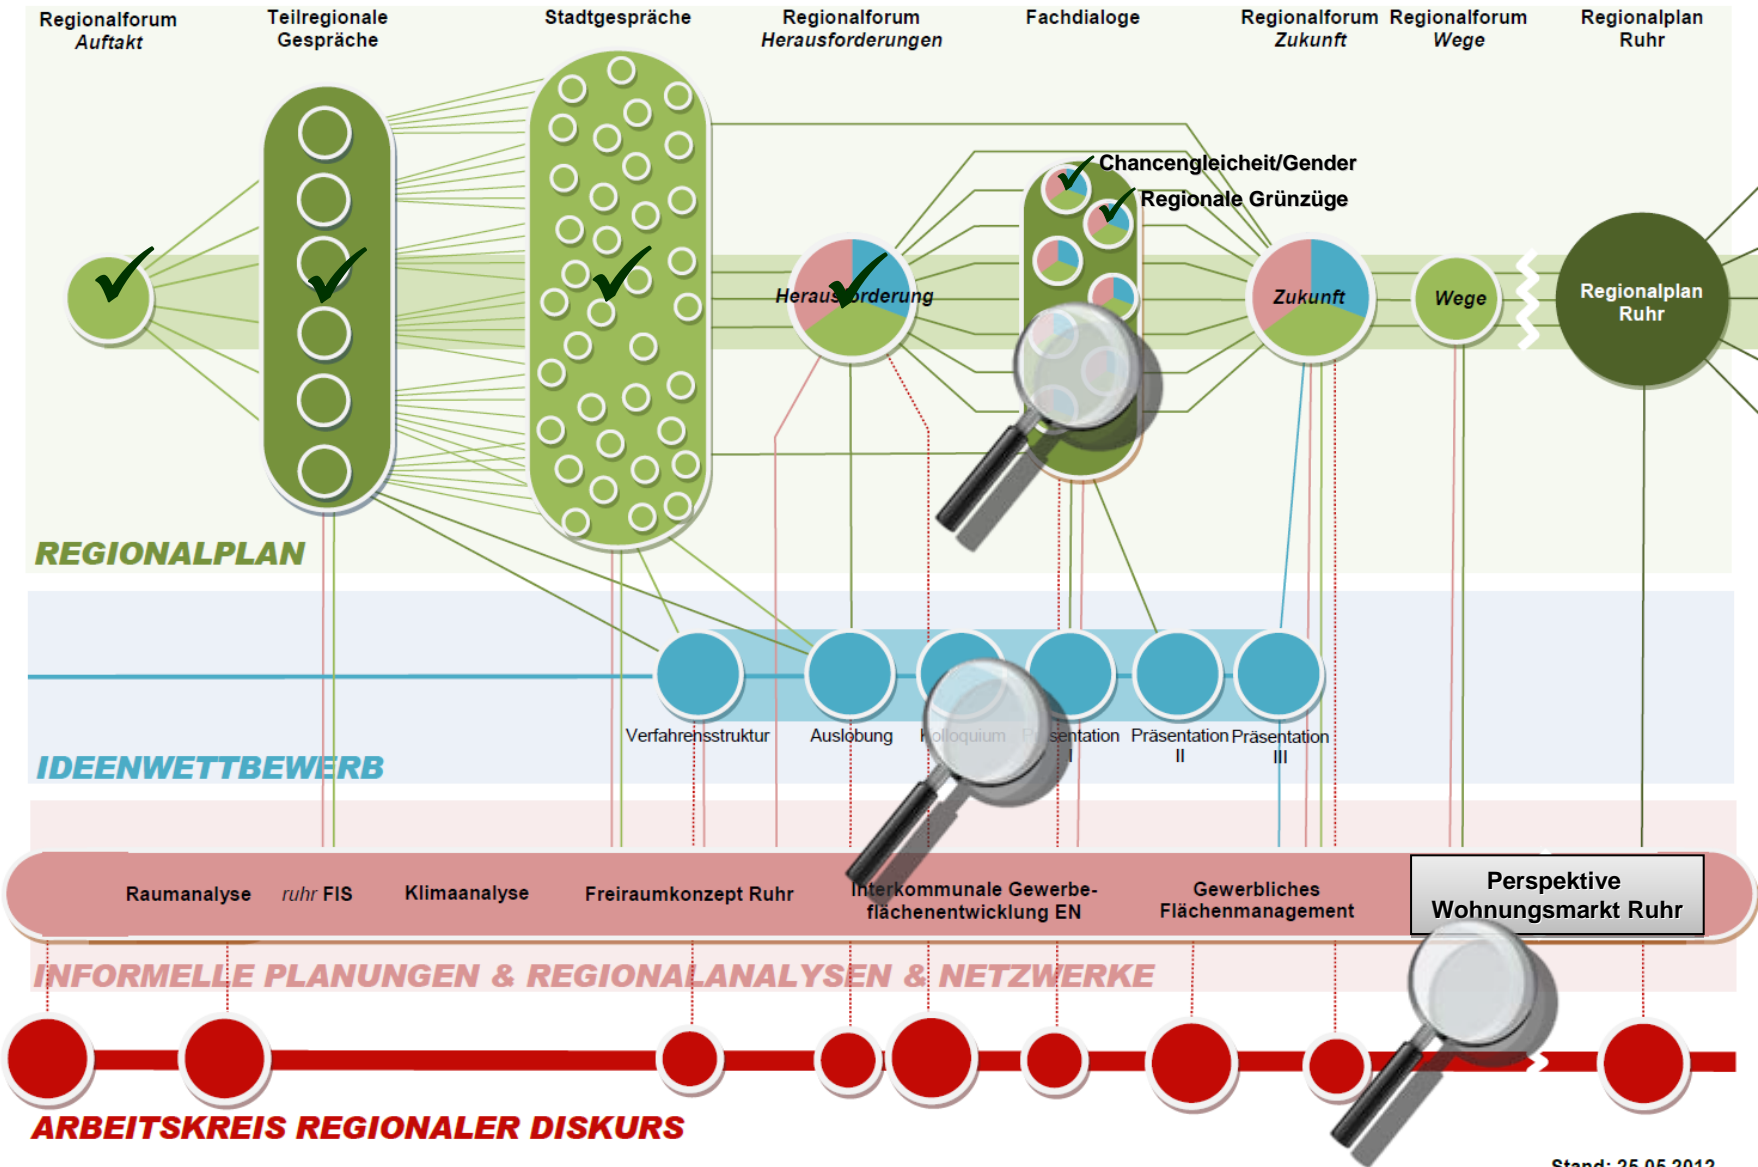 Regionalforum
Auftakt
Teilregionale
Gespräche
Stadtgespräche
Regionalforum
Herausforderungen
Fachdialoge
Regionalforum
Zukunft
Regionalforum
Wege
Regionalplan
Ruhr
Chancengleicheit/Gender
Regionale Grünzüge
Herausforderung
Zukunft
Wege
Regionalplan
Ruhr
REGIONALPLAN
Verfahrensstruktur
Auslobung
Kolloquium
Präsentation
I
Präsentation
II
Präsentation
III
IDEENWETTBEWERB
Raumanalyse
ruhr FIS
Klimaanalyse
Freiraumkonzept Ruhr
Interkommunale Gewerbe-
flächenentwicklung EN
Gewerbliches
Flächenmanagement
Perspektive
Wohnungsmarkt Ruhr
INFORMELLE PLANUNGEN & REGIONALANALYSEN & NETZWERKE
ARBEITSKREIS REGIONALER DISKURS
Stand: 25.05.2012